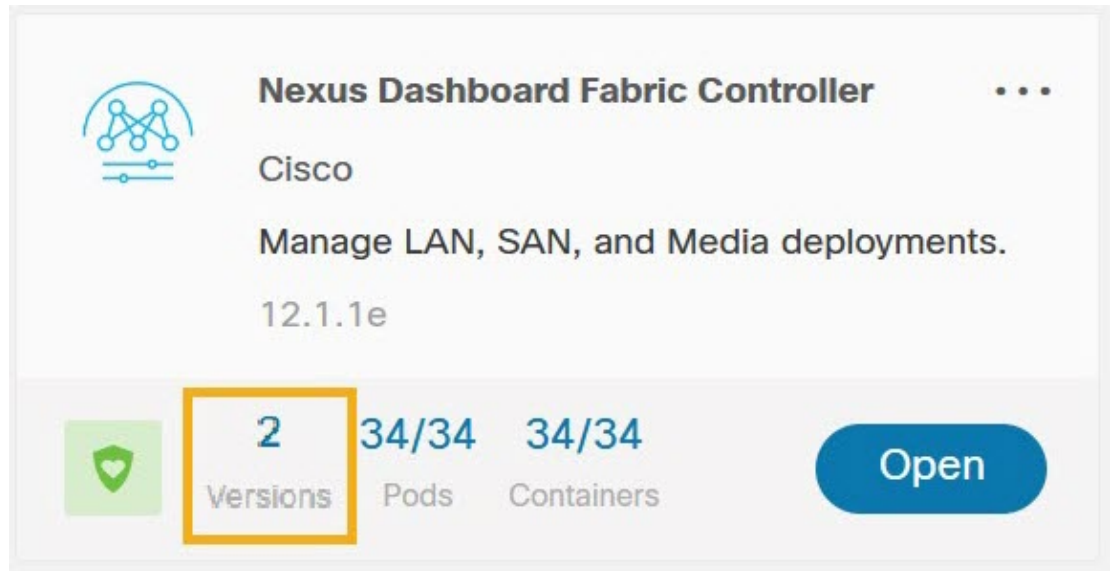 Nexus Dashboard Fabric Controller ...
Cisco
Manage LAN, SAN, and Media deployments.
12.1.1e
2 34/34 34/34
Versions Pods Containers
Open